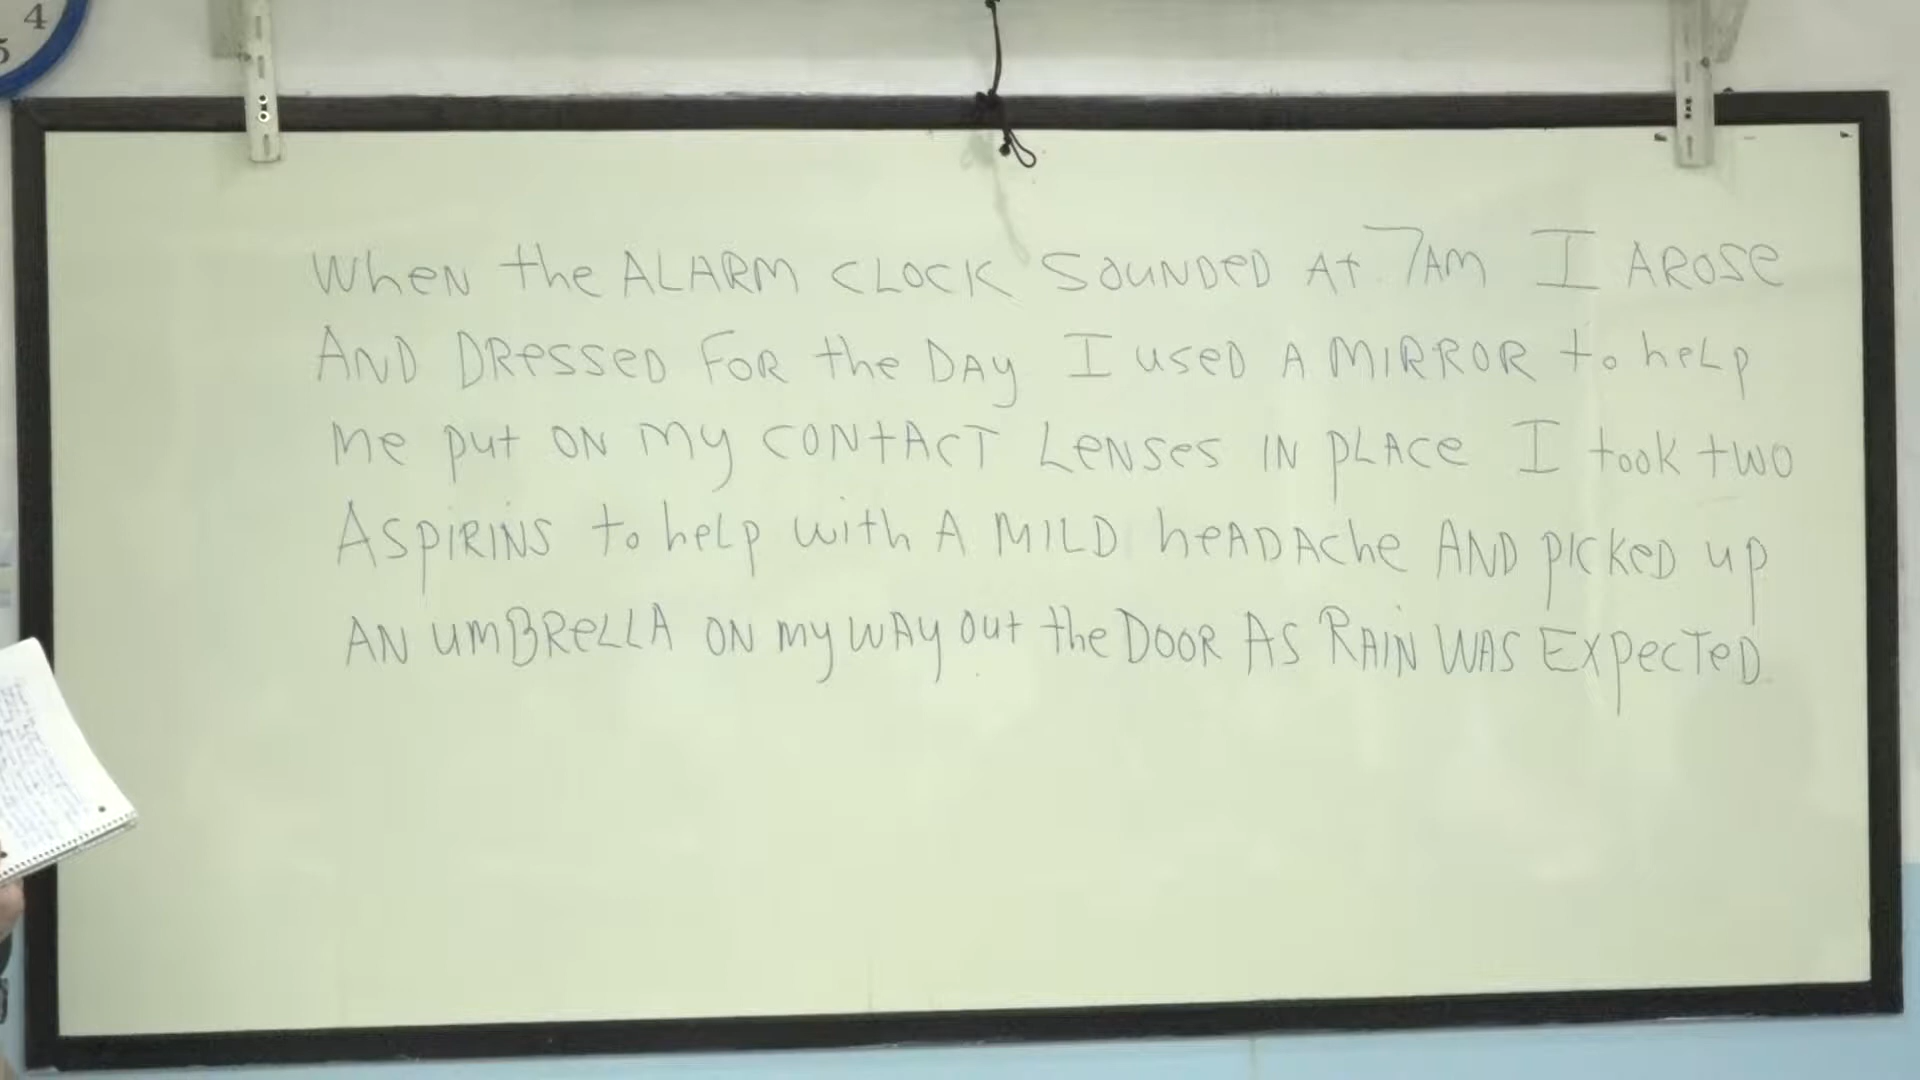 4
5
When the ALARM CLOCK SOUNDED At 7AM I AROSE
AND DRESSED FOR the DAY I used A MIRROR to help
me put ON my CONTACT LENSES IN PLACE I took two
ASPIRINS to help with A MILD headache AND picked up
AN umBRELLA ON my WAY out the DOOR AS RAIN WAS EXPECTED